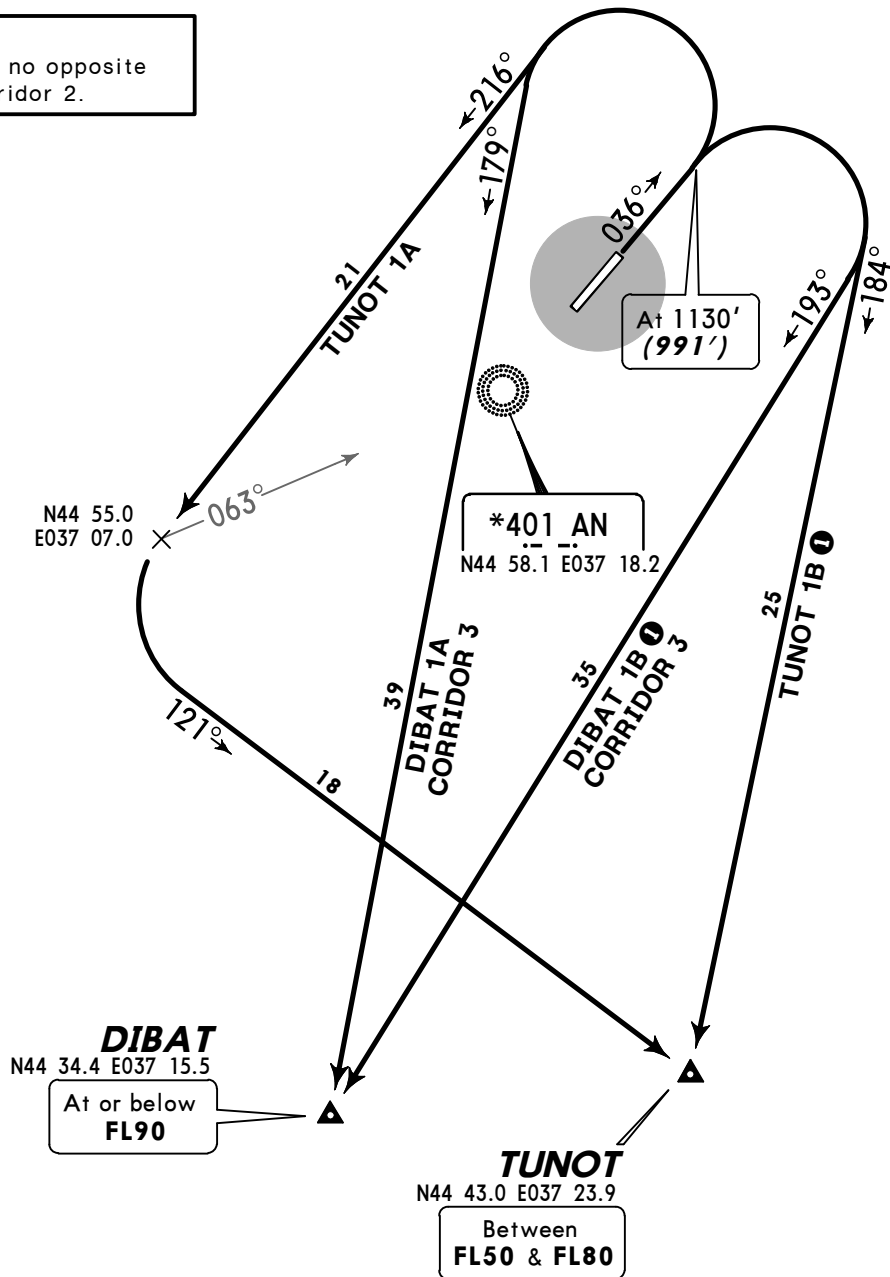 no opposite
ridor 2.
216°
179°
036°
193°
184°
21
TUNOT 1A
At 1130'
(991')
063°
N44 55.0
E037 07.0
*401 AN
N44 58.1 E037 18.2
39
DIBAT 1A
CORRIDOR 3
35
DIBAT 1B 1
CORRIDOR 3
25
TUNOT 1B 1
121°
18
DIBAT
N44 34.4 E037 15.5
At or below
FL90
TUNOT
N44 43.0 E037 23.9
Between
FL50 & FL80